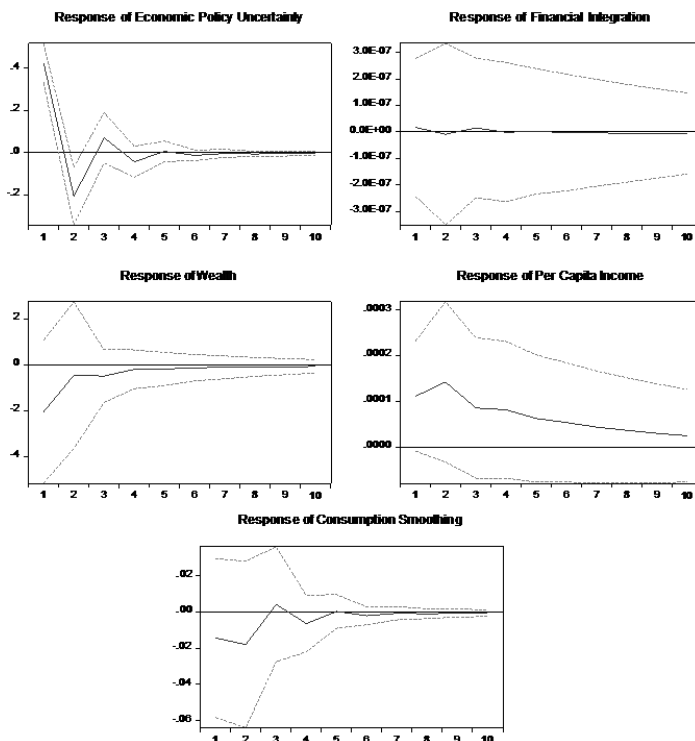 Response of Economic Policy Uncertainly
.4
.2
.0
-.2
1 2 3 4 5 6 7 8 9 10
Response of Financial Integration
3.0E-07
2.0E-07
1.0E-07
0.0E+00
-1.0E-07
-2.0E-07
-3.0E-07
1 2 3 4 5 6 7 8 9 10
Response of Wealth
2
0
-2
-4
1 2 3 4 5 6 7 8 9 10
Response of Per Capita Income
.0003
.0002
.0001
.0000
1 2 3 4 5 6 7 8 9 10
Response of Consumption Smoothing
.02
.00
-.02
-.04
-.06
1 2 3 4 5 6 7 8 9 10